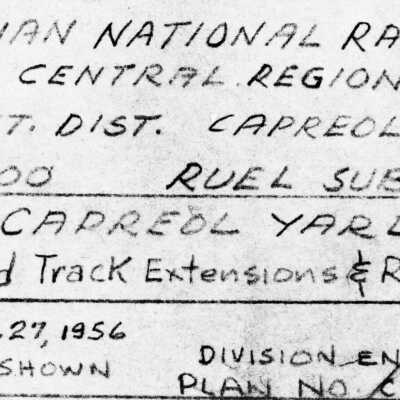 IAN NATIONAL RA
CENTRAL REGION
T. DIST. CAPREOL
00 RUEL SUB
CAPREOL YARD
d Track Extensions & R
.27, 1956
SHOWN DIVISION EN
PLAN NO. C